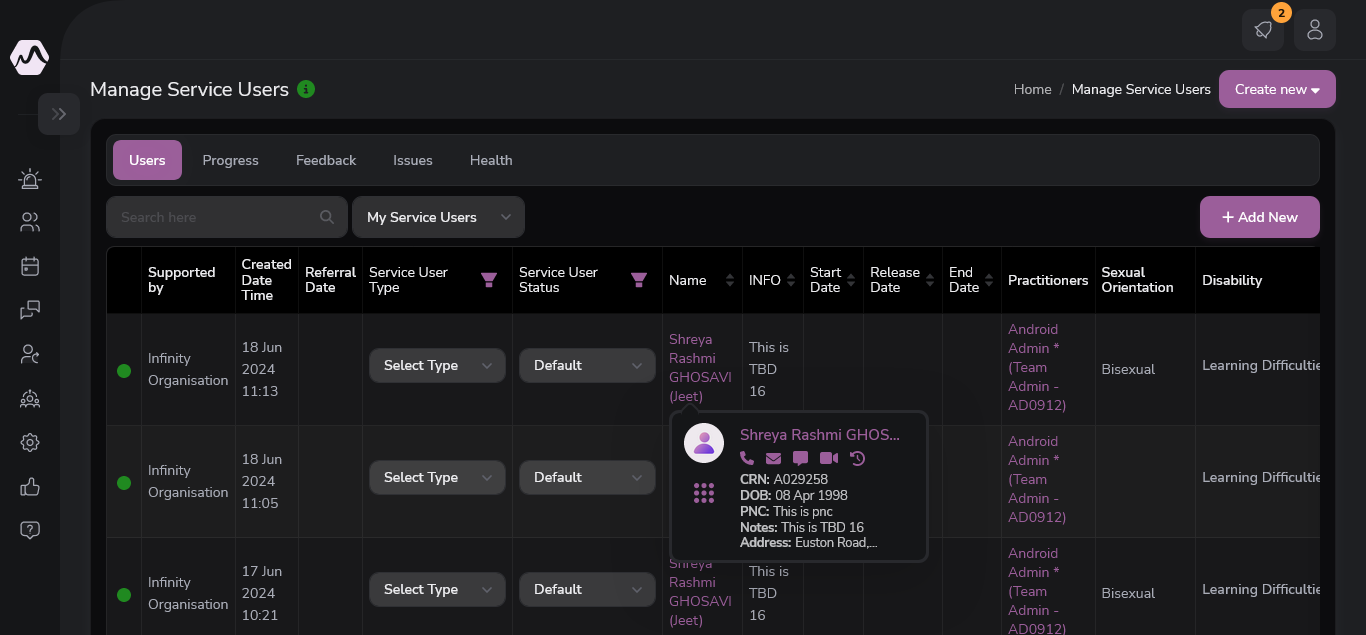 2
Manage Service Users
Home / Manage Service Users
Create new
Users
Progress
Feedback
Issues
Health
Search here
My Service Users
+ Add New
Supported
by
Created
Date
Time
Referral
Date
Service User
Type
Service User
Status
Name
INFO
Start
Date
Release
Date
End
Date
Practitioners
Sexual
Orientation
Disability
Infinity
Organisation
18 Jun
2024
11:13
Select Type
Default
Shreya
Rashmi
GHOSAVI
(Jeet)
This is
TBD
16
Android
Admin *
(Team
Admin -
AD0912)
Bisexual
Learning Difficultie
Infinity
Organisation
18 Jun
2024
11:05
Select Type
Default
Shreya Rashmi GHOS...
CRN: A029258
DOB: 08 Apr 1998
PNC: This is pnc
Notes: This is TBD 16
Address: Euston Road,...
Android
Admin *
(Team
Admin -
AD0912)
Infinity
Organisation
17 Jun
2024
10:21
Select Type
Default
Shreya
Rashmi
GHOSAVI
(Jeet)
This is
TBD
16
Android
Admin *
(Team
Admin -
AD0912)
Bisexual
Learning Difficultie